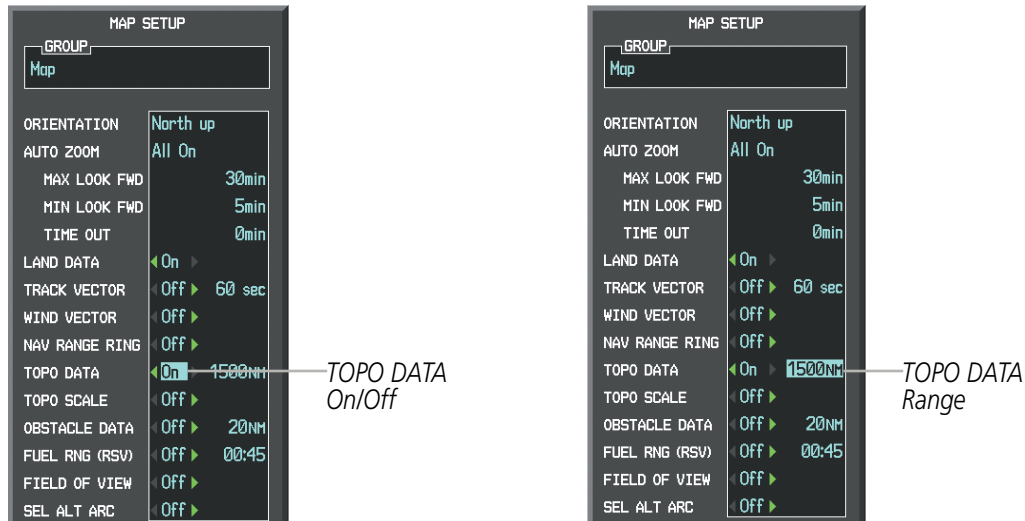 MAP SETUP
GROUP
Map
ORIENTATION North up
AUTO ZOOM All On
MAX LOOK FWD 30min
MIN LOOK FWD 5min
TIME OUT 0min
LAND DATA On
TRACK VECTOR Off 60 sec
WIND VECTOR Off
NAV RANGE RING Off
TOPO DATA On 1500NM
TOPO SCALE Off
OBSTACLE DATA Off 20NM
FUEL RNG (RSV) Off 00:45
FIELD OF VIEW Off
SEL ALT ARC Off
TOPO DATA
On/Off
MAP SETUP
GROUP
Map
ORIENTATION North up
AUTO ZOOM All On
MAX LOOK FWD 30min
MIN LOOK FWD 5min
TIME OUT 0min
LAND DATA On
TRACK VECTOR Off 60 sec
WIND VECTOR Off
NAV RANGE RING Off
TOPO DATA On 1500NM
TOPO SCALE Off
OBSTACLE DATA Off 20NM
FUEL RNG (RSV) Off 00:45
FIELD OF VIEW Off
SEL ALT ARC Off
TOPO DATA
Range